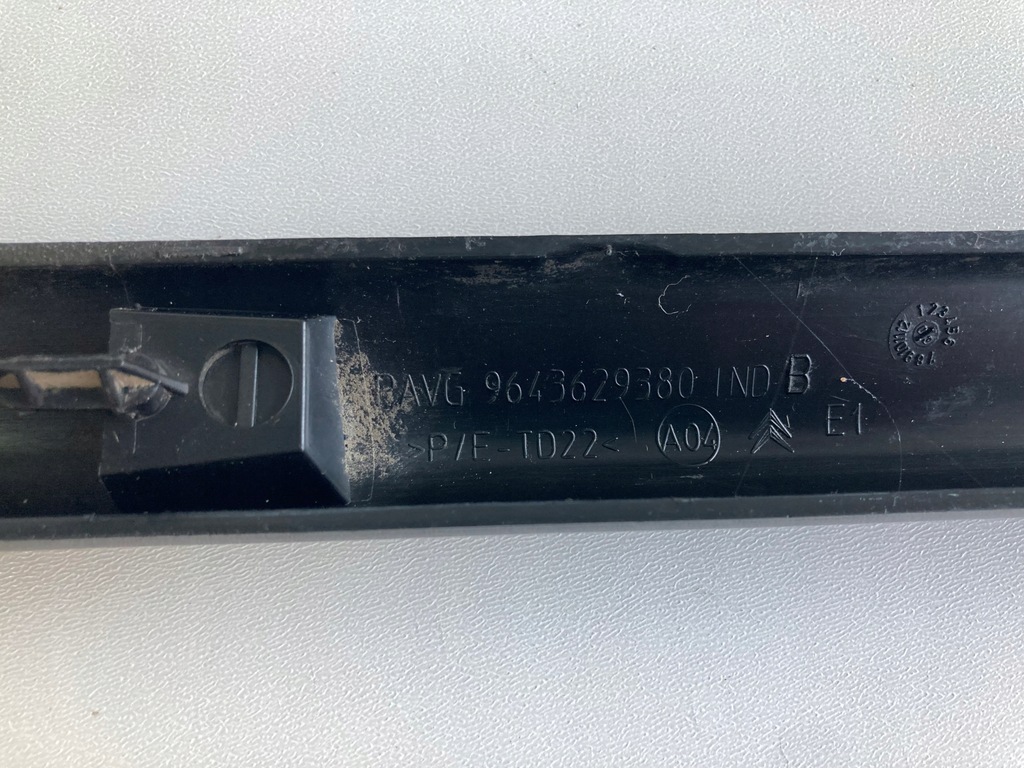 PAVG 9643629380 IND B
>P/E-TD22<
A04
E1